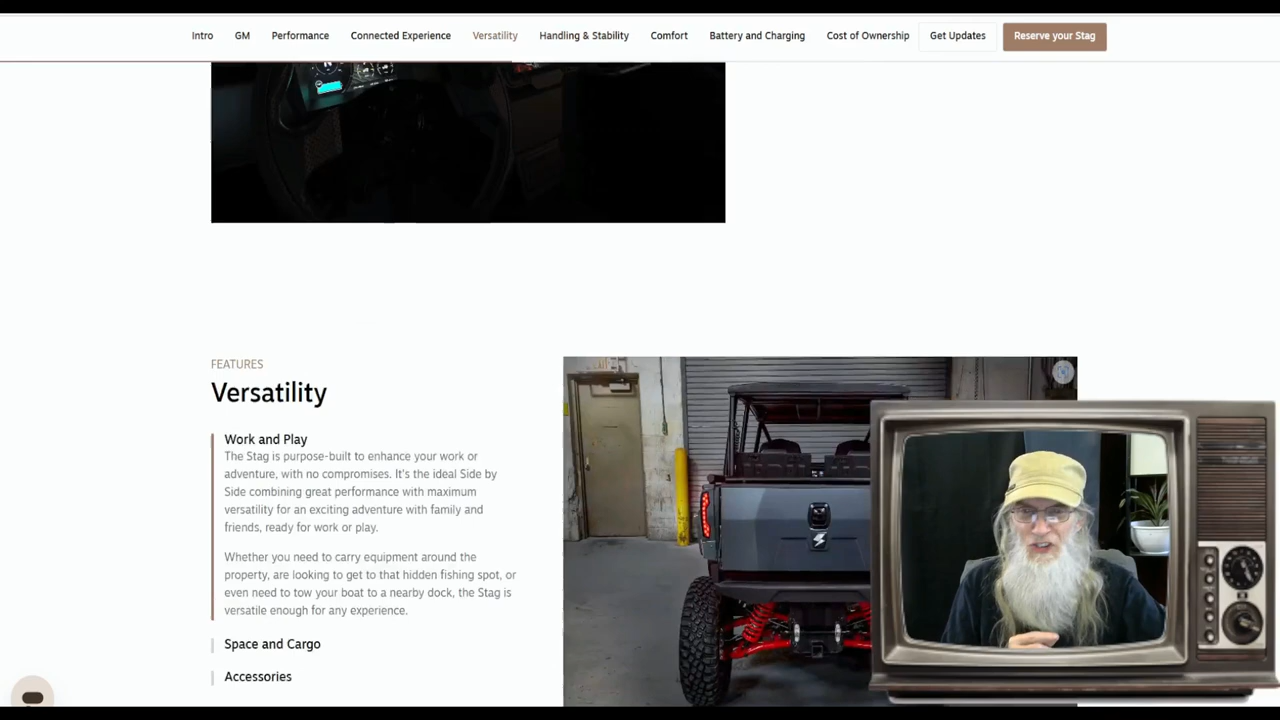 Intro GM Performance Connected Experience Versatility Handling & Stability Comfort Battery and Charging Cost of Ownership Get Updates Reserve your Stag
FEATURES
Versatility
Work and Play
The Stag is purpose-built to enhance your work or
adventure, with no compromises. It's the ideal Side by
Side combining great performance with maximum
versatility for an exciting adventure with family and
friends, ready for work or play.
Whether you need to carry equipment around the
property, are looking to get to that hidden fishing spot, or
even need to tow your boat to a nearby dock, the Stag is
versatile enough for any experience.
Space and Cargo
Accessories